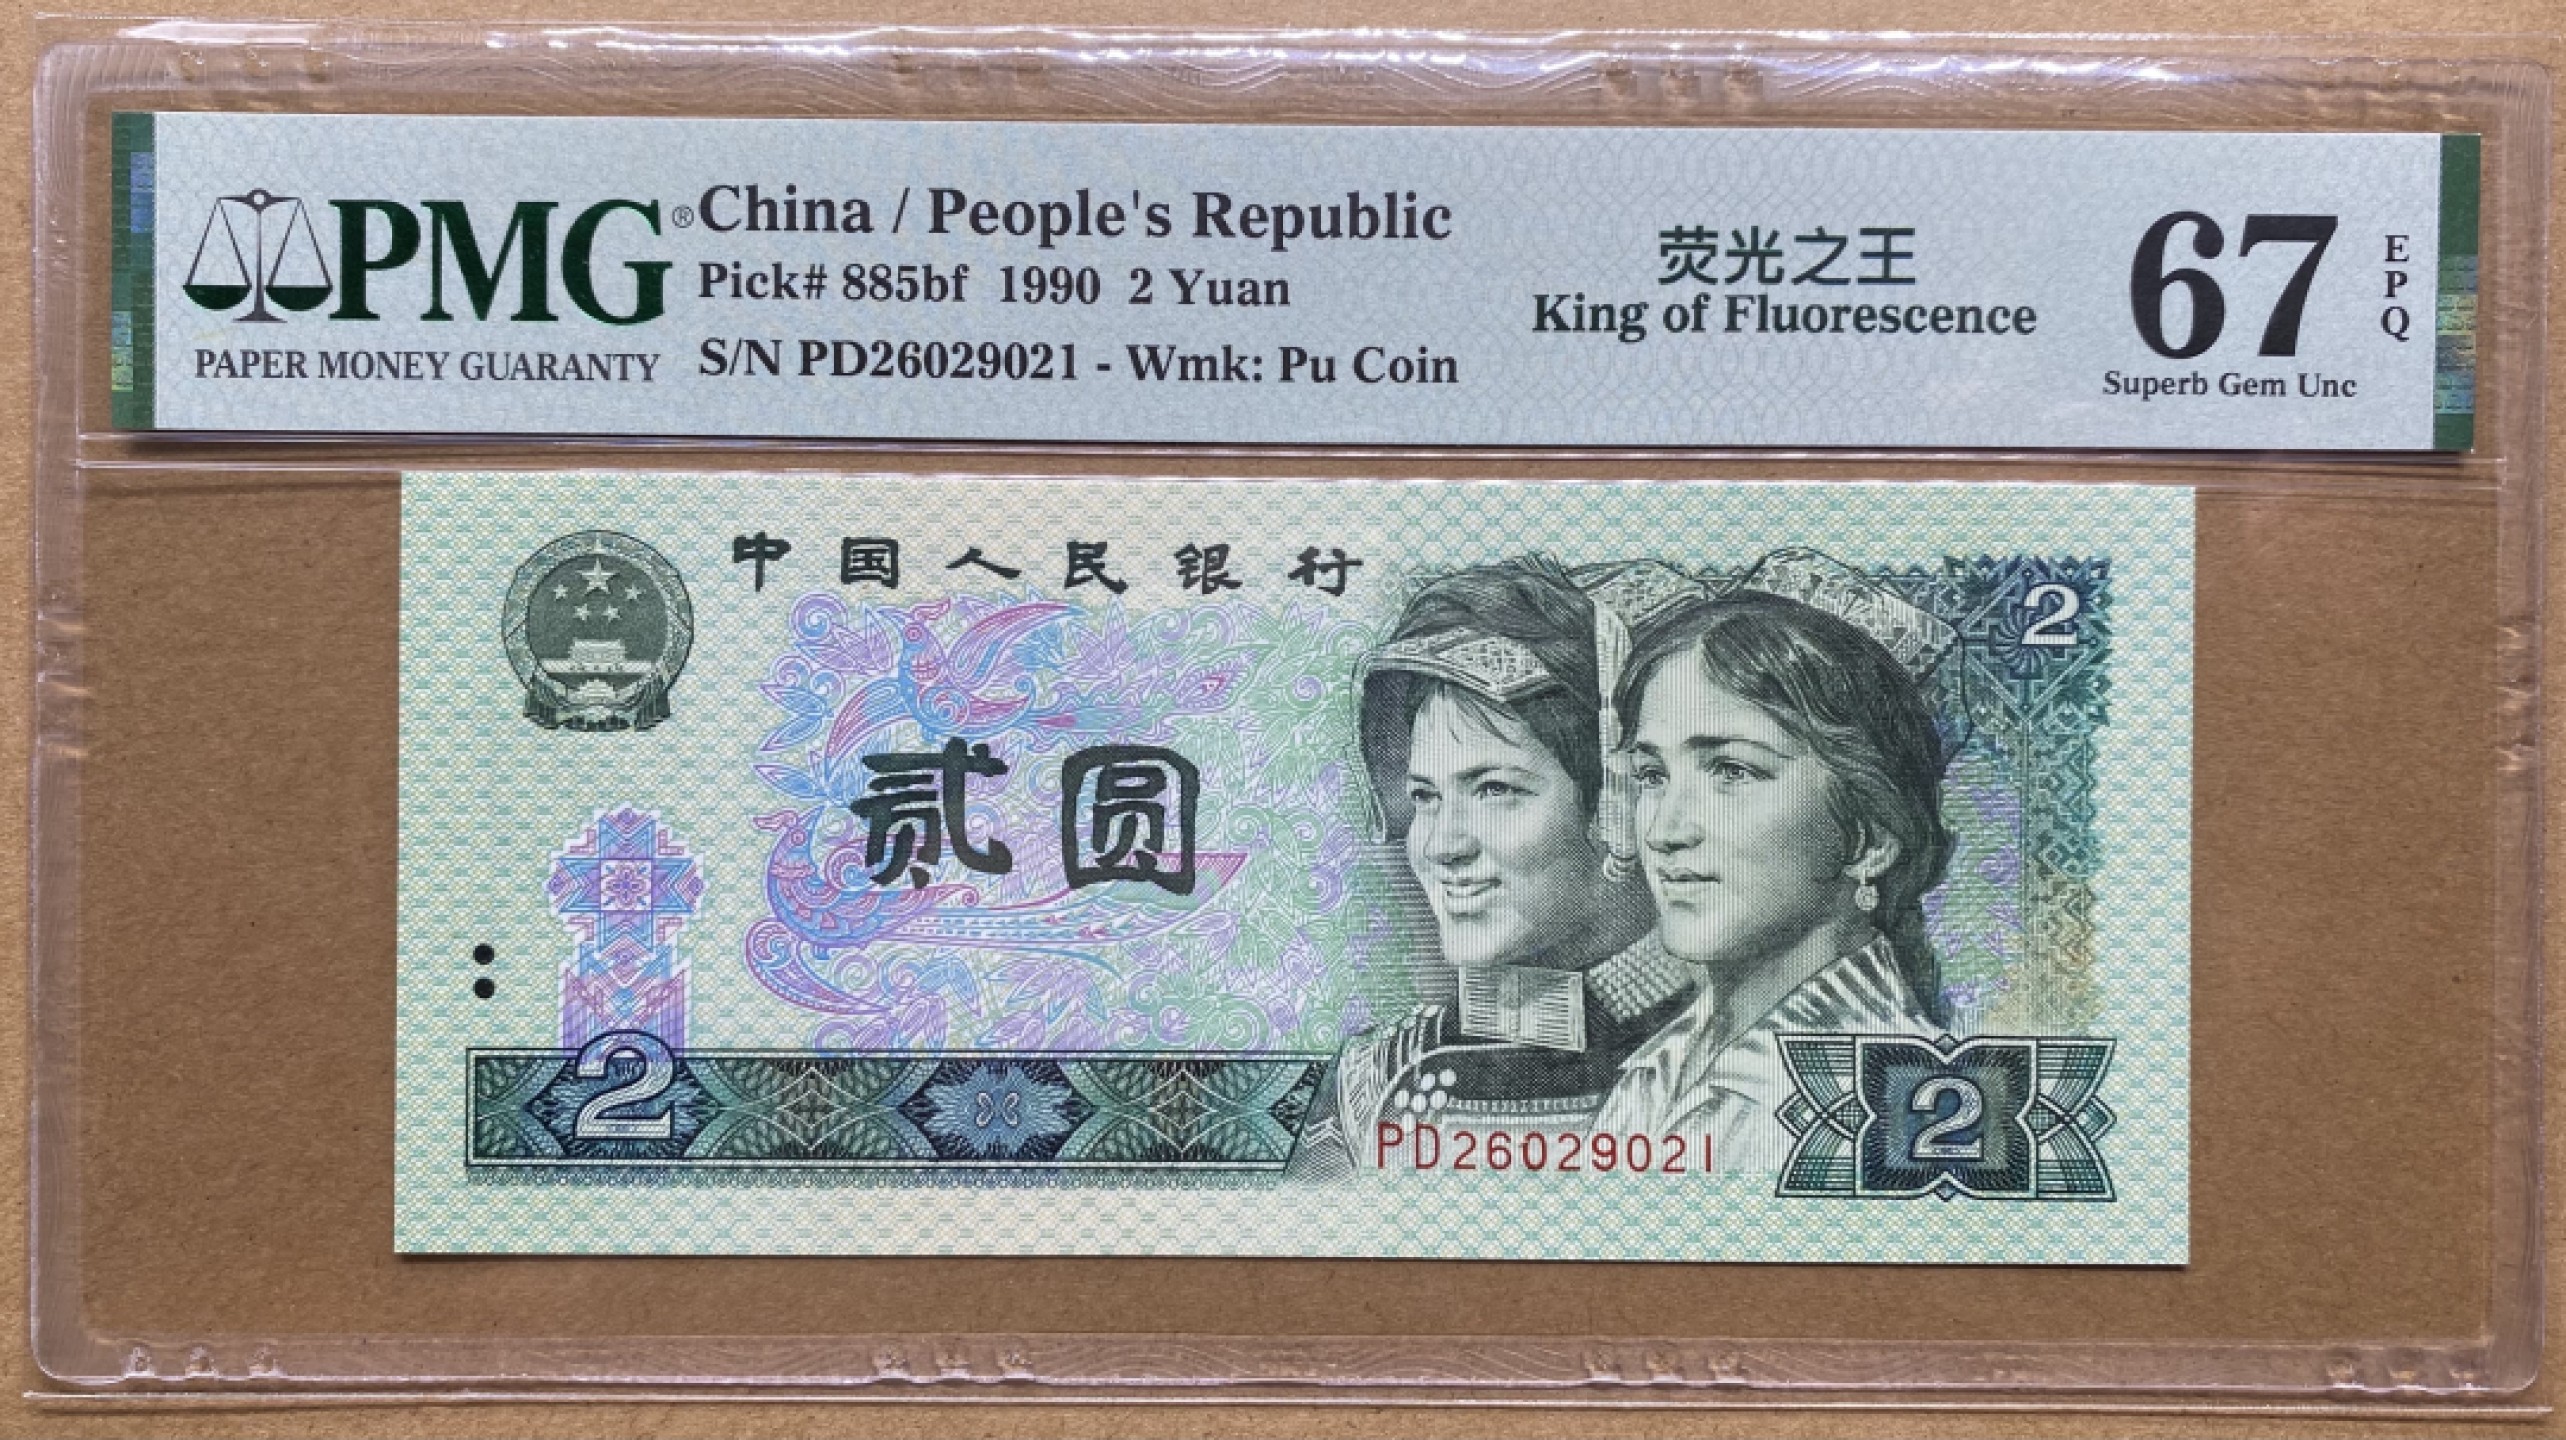 PMG®
PAPER MONEY GUARANTY
China / People's Republic
Pick# 885bf 1990 2 Yuan
S/N PD26029021 - Wmk: Pu Coin
荧光之王
King of Fluorescence
67
EPQ
Superb Gem Unc
中国人民银行
2
贰圆
2
PD26029021
2